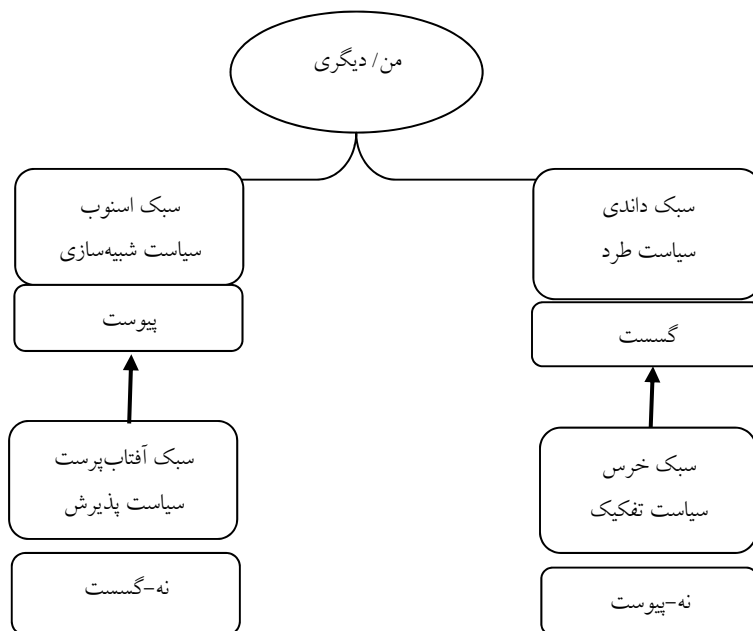 من/ دیگری
سبک داندی
سیاست طرد
گسست
سبک اسنوب
سیاست شبیه‌سازی
پیوست
سبک خرس
سیاست تفکیک
نه-پیوست
سبک آفتاب‌پرست
سیاست پذیرش
نه-گسست